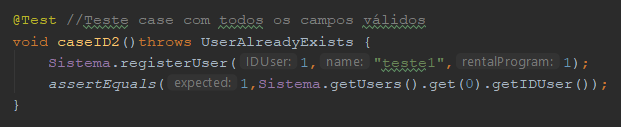 @Test //Teste case com todos os campos válidos
void caseID2()throws UserAlreadyExists {
Sistema.registerUser( IDUser: 1, name: "teste1", rentalProgram: 1);
assertEquals( expected: 1,Sistema.getUsers().get(0).getIDUser());
}